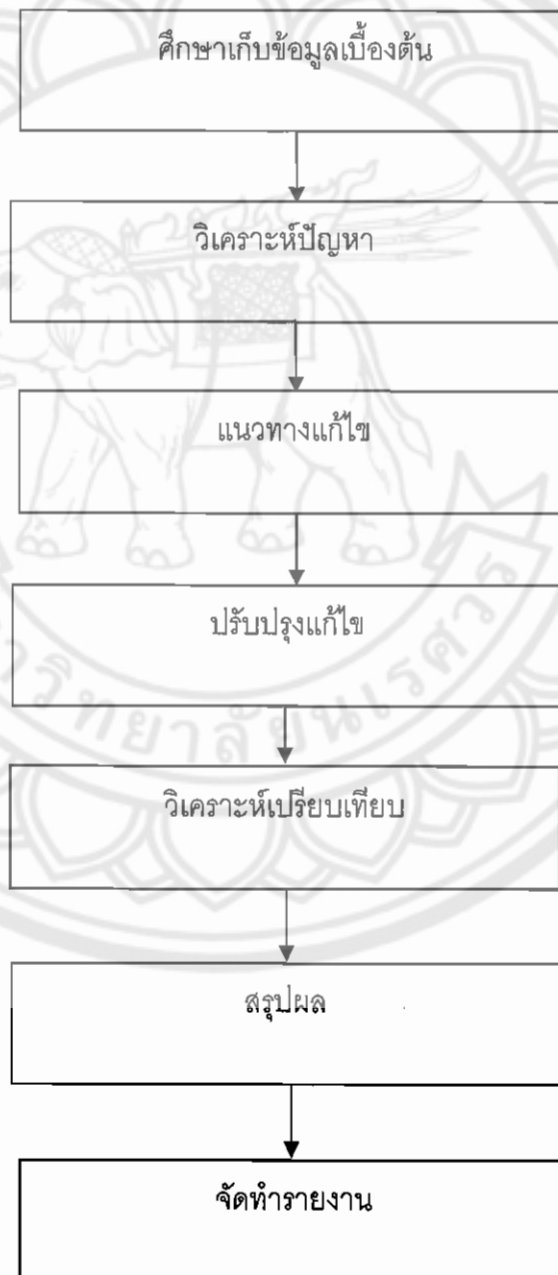 ศึกษาเก็บข้อมูลเบื้องต้น
วิเคราะห์ปัญหา
แนวทางแก้ไข
ปรับปรุงแก้ไข
วิเคราะห์เปรียบเทียบ
สรุปผล
จัดทำรายงาน